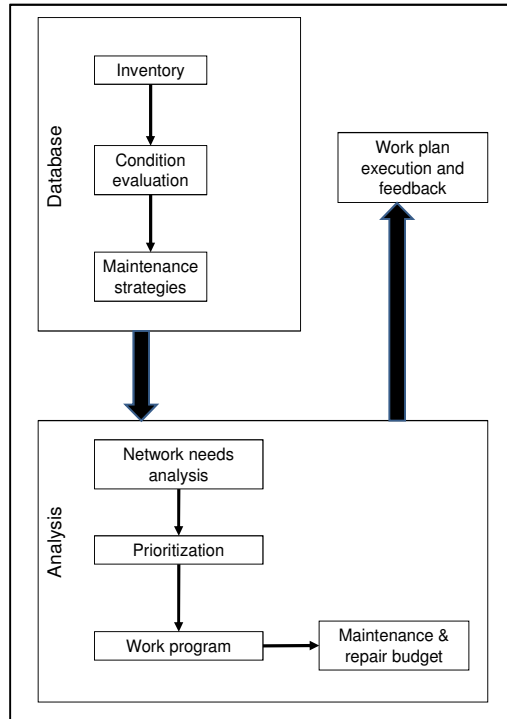 Database
Inventory
Condition
evaluation
Maintenance
strategies
Work plan
execution and
feedback
Analysis
Network needs
analysis
Prioritization
Work program
Maintenance &
repair budget